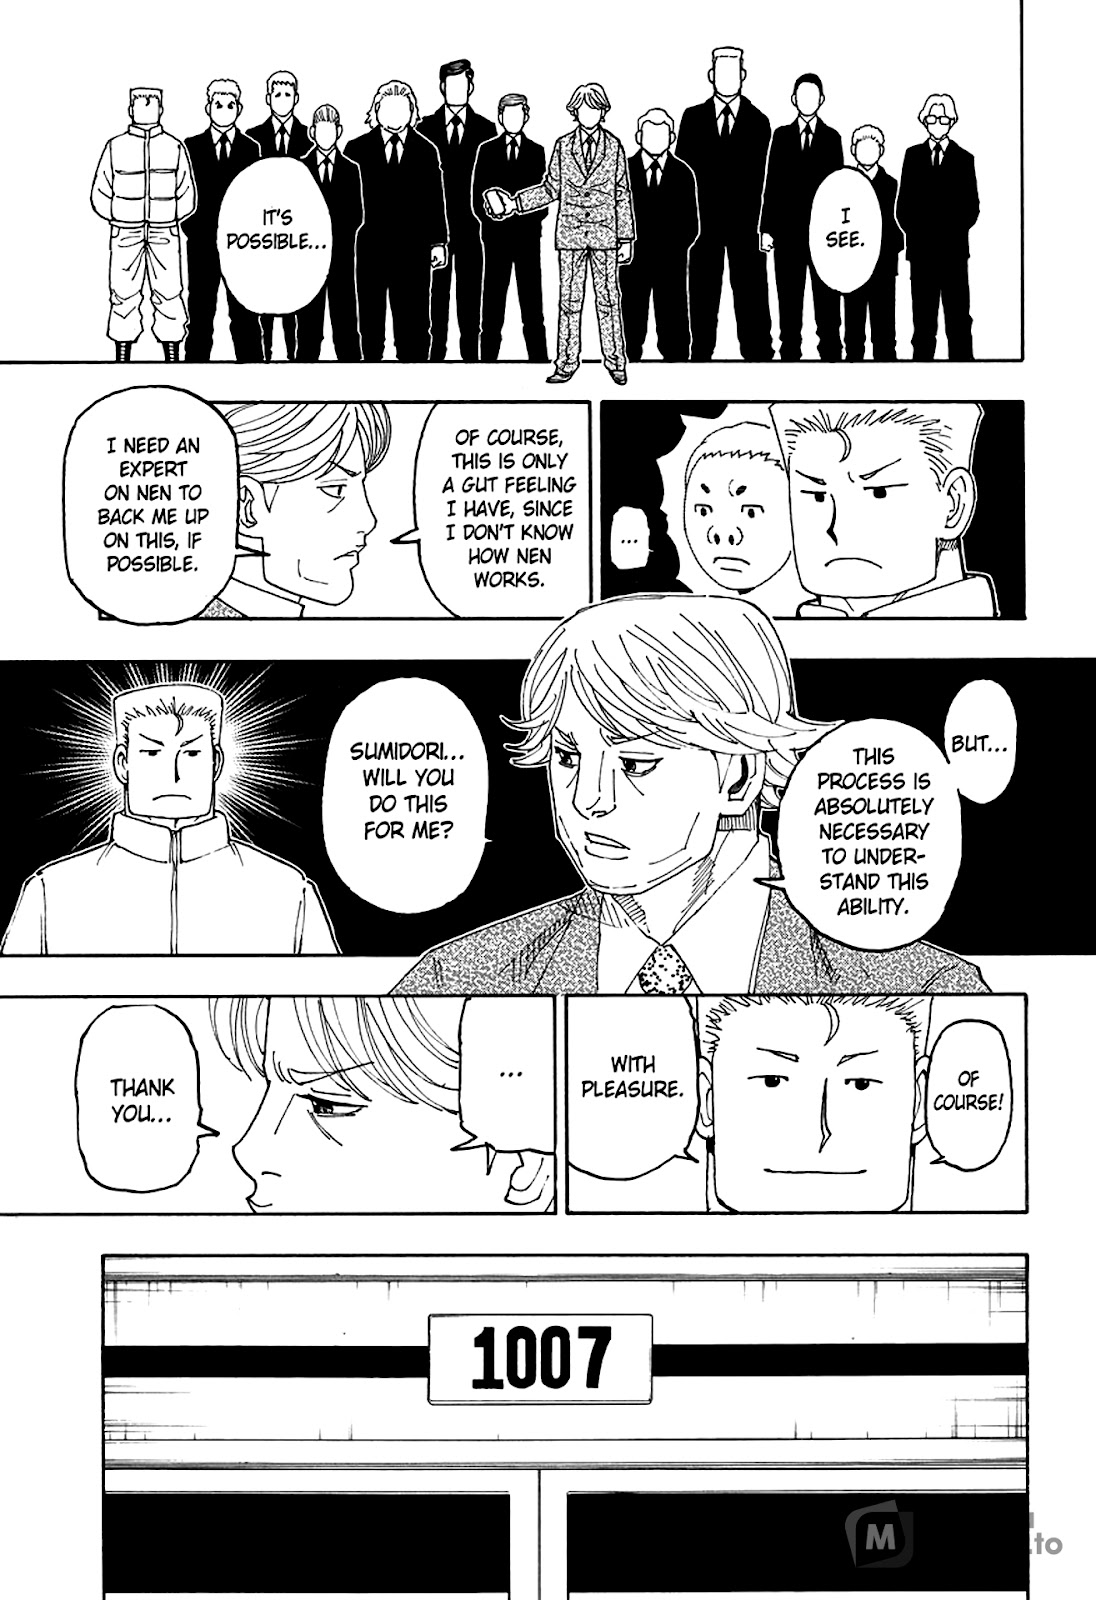 I
SEE.
IT'S
POSSIBLE...
...
OF COURSE,
THIS IS ONLY
A GUT FEELING
I HAVE, SINCE
I DON'T KNOW
HOW NEN
WORKS.
I NEED AN
EXPERT
ON NEN TO
BACK ME UP
ON THIS, IF
POSSIBLE.
BUT...
THIS
PROCESS IS
ABSOLUTELY
NECESSARY
TO UNDER-
STAND THIS
ABILITY.
SUMIDORI...
WILL YOU
DO THIS
FOR ME?
OF
COURSE!
WITH
PLEASURE.
...
THANK
YOU...
1007
M
.to